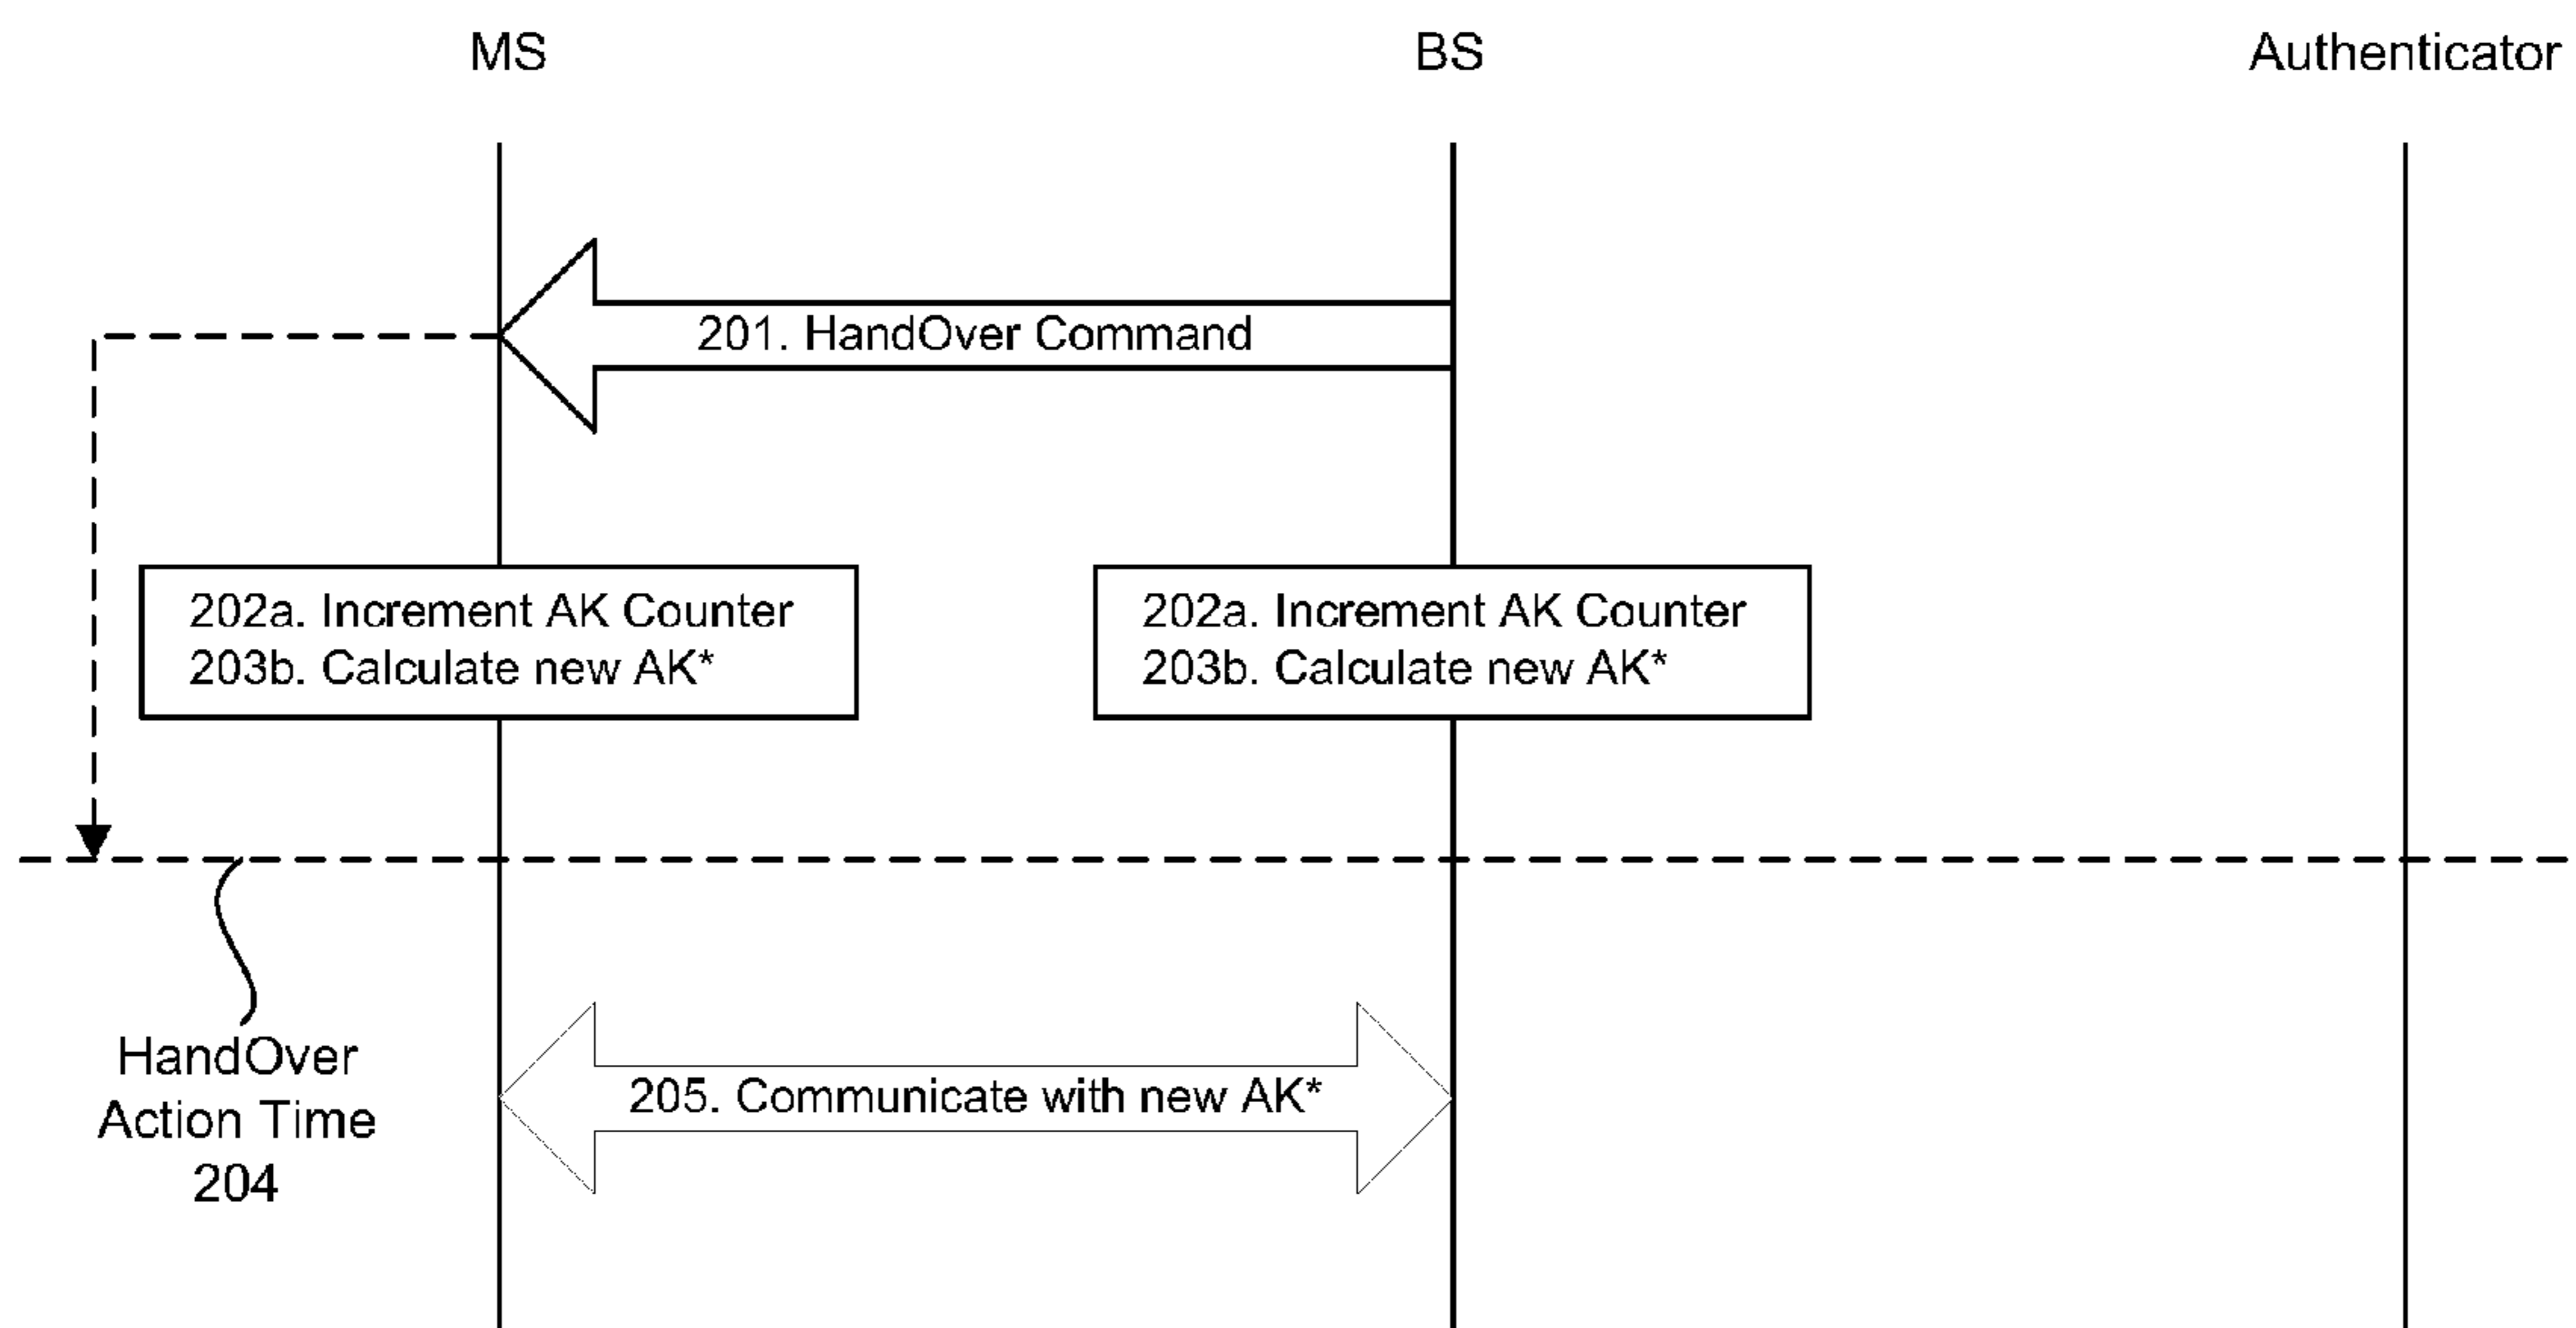 MS
BS
Authenticator
201. HandOver Command
202a. Increment AK Counter
203b. Calculate new AK*
202a. Increment AK Counter
203b. Calculate new AK*
HandOver
Action Time
204
205. Communicate with new AK*